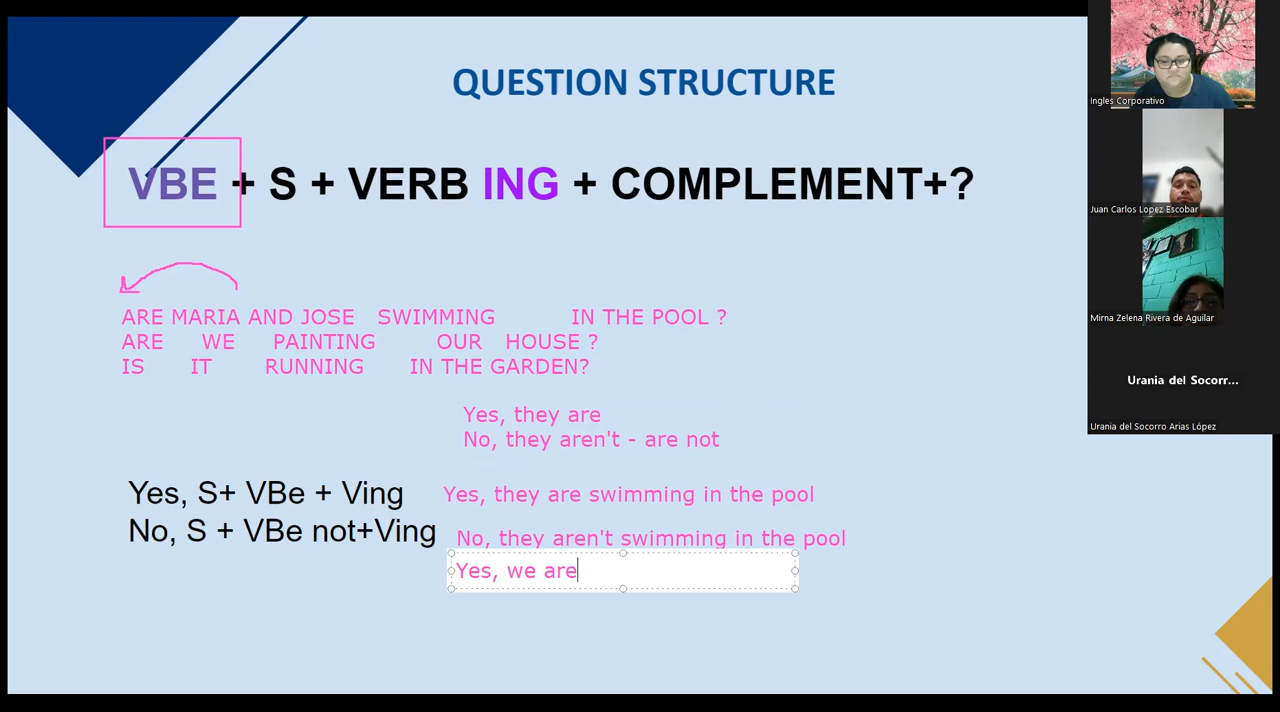 QUESTION STRUCTURE
VBE + S + VERB ING + COMPLEMENT+?
ARE MARIA AND JOSE SWIMMING IN THE POOL ?
ARE WE PAINTING OUR HOUSE ?
IS IT RUNNING IN THE GARDEN?
Yes, they are
No, they aren't - are not
Yes, S+ VBe + Ving
Yes, they are swimming in the pool
No, S + VBe not+Ving
No, they aren't swimming in the pool
Yes, we are
Ingles Corporativo
Juan Carlos Lopez Escobar
Mirna Zelena Rivera de Aguilar
Urania del Socorr...
Urania del Socorro Arias López